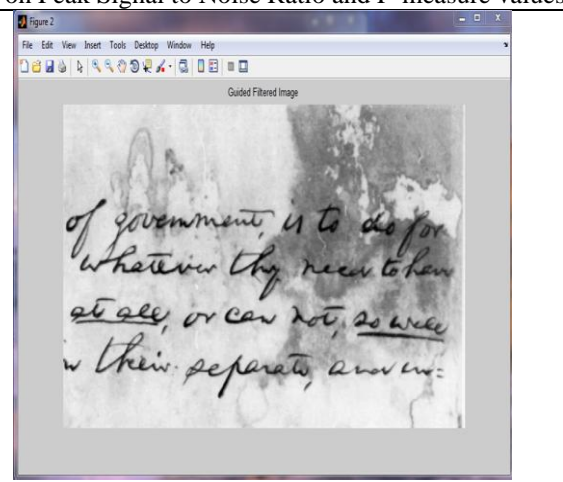 on Peak Signal to Noise Ratio and F-measure values
Figure 2
File Edit View Insert Tools Desktop Window Help
Guided Filtered Image
of government, is to do for
whatever they need to have
at all, or can not, so well
their separate, and in=